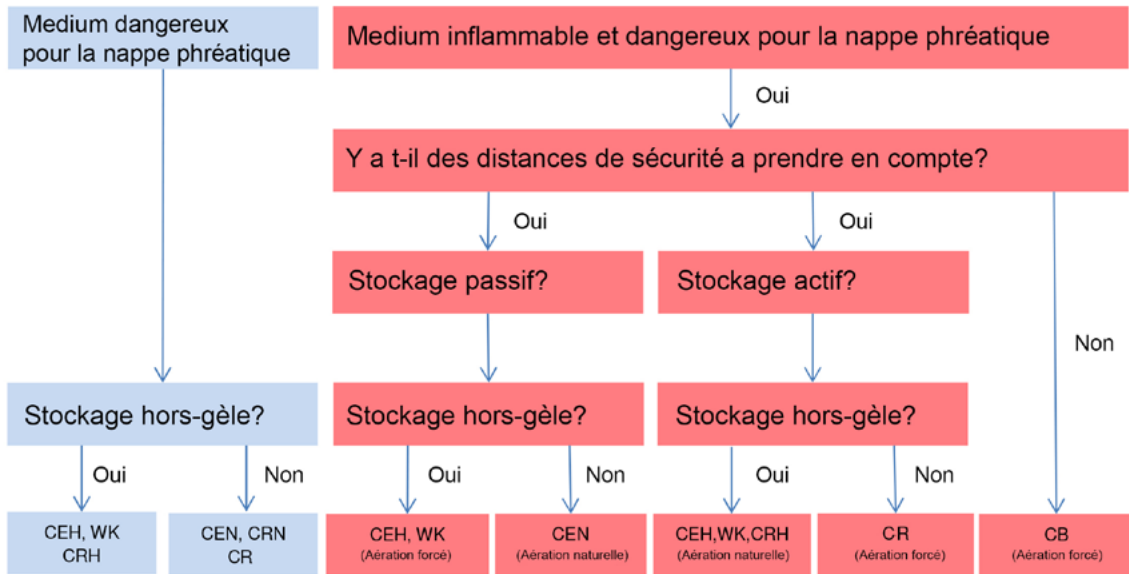 Medium dangereux
pour la nappe phréatique
Medium inflammable et dangereux pour la nappe phréatique
Oui
Y a t-il des distances de sécurité a prendre en compte?
Oui
Oui
Stockage passif?
Stockage actif?
Non
Stockage hors-gèle?
Stockage hors-gèle?
Stockage hors-gèle?
Oui
Non
Oui
Non
Oui
Non
CEH, WK
CRH
CEN, CRN
CR
CEH, WK
(Aération forcé)
CEN
(Aération naturelle)
CEH,WK,CRH
(Aération naturelle)
CR
(Aération forcé)
CB
(Aération forcé)